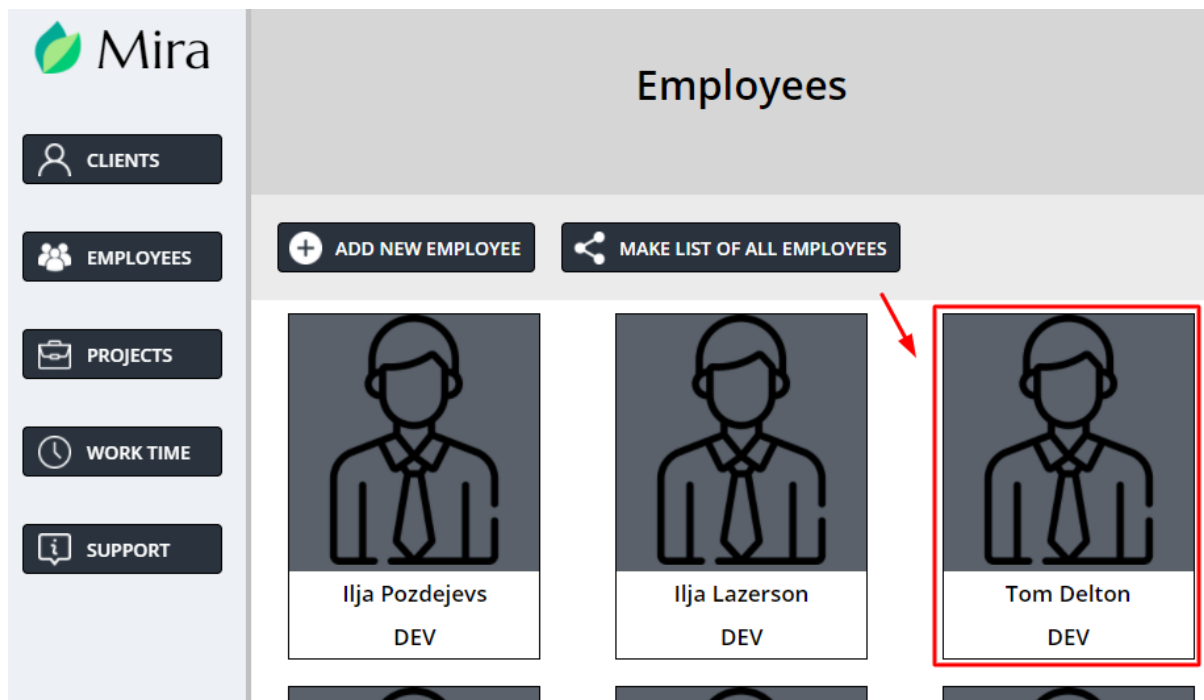 Mira
Employees
CLIENTS
EMPLOYEES
PROJECTS
WORK TIME
SUPPORT
ADD NEW EMPLOYEE
MAKE LIST OF ALL EMPLOYEES
Ilja Pozdejevs
DEV
Ilja Lazerson
DEV
Tom Delton
DEV